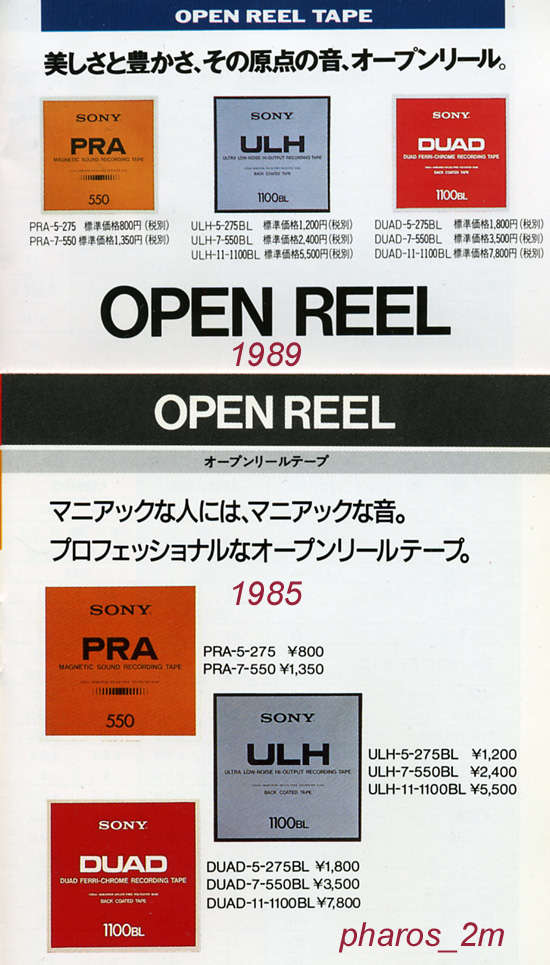 OPEN REEL TAPE
美しさと豊かさ、その原点の音、オープンリール。
SONY
PRA
MAGNETIC SOUND RECORDING TAPE
550
SONY
ULH
ULTRA LOW-NOISE HI-OUTPUT RECORDING TAPE
BACK COATED TAPE
1100BL
SONY
DUAD
DUAD FERRI-CHROME RECORDING TAPE
BACK COATED TAPE
1100BL
PRA-5-275 標準価格800円(税別)
PRA-7-550 標準価格1,350円(税別)
ULH-5-275BL 標準価格1,200円(税別)
ULH-7-550BL 標準価格2,400円(税別)
ULH-11-1100BL 標準価格5,500円(税別)
DUAD-5-275BL 標準価格1,800円(税別)
DUAD-7-550BL 標準価格3,500円(税別)
DUAD-11-1100BL 標準価格7,800円(税別)
OPEN REEL
1989
OPEN REEL
オープンリールテープ
マニアックな人には、マニアックな音。
プロフェッショナルなオープンリールテープ。
1985
SONY
PRA
MAGNETIC SOUND RECORDING TAPE
550
PRA-5-275 ¥800
PRA-7-550 ¥1,350
SONY
ULH
ULTRA LOW-NOISE HI-OUTPUT RECORDING TAPE
BACK COATED TAPE
1100BL
ULH-5-275BL ¥1,200
ULH-7-550BL ¥2,400
ULH-11-1100BL ¥5,500
SONY
DUAD
DUAD FERRI-CHROME RECORDING TAPE
BACK COATED TAPE
1100BL
DUAD-5-275BL ¥1,800
DUAD-7-550BL ¥3,500
DUAD-11-1100BL ¥7,800
pharos_2m